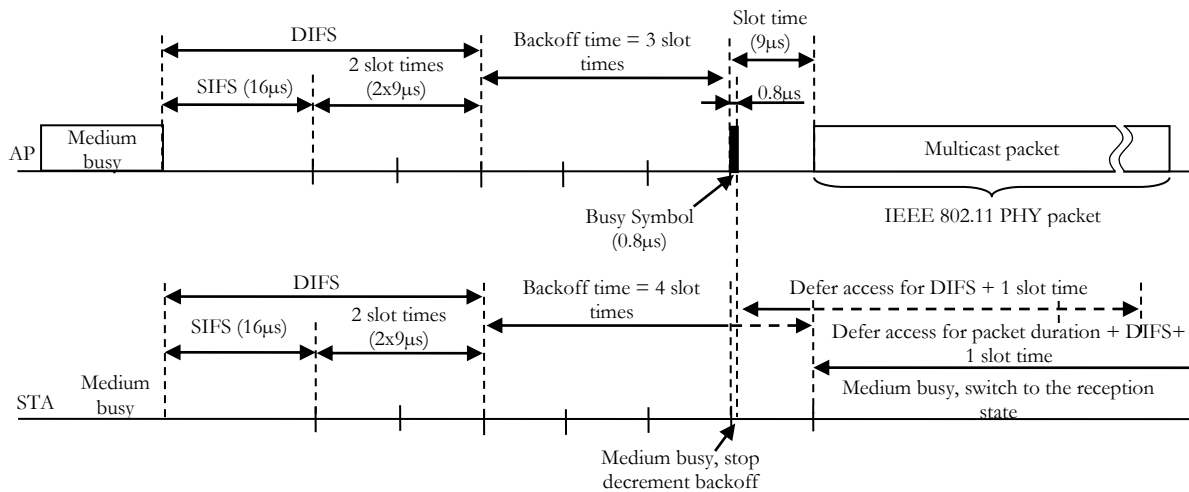 Slot time
(9μs)
DIFS
Backoff time = 3 slot
times
2 slot times
(2x9μs)
SIFS (16μs)
0.8μs
AP
Medium
busy
Multicast packet
Busy Symbol
(0.8μs)
IEEE 802.11 PHY packet
DIFS
Backoff time = 4 slot
times
Defer access for DIFS + 1 slot time
2 slot times
(2x9μs)
SIFS (16μs)
Defer access for packet duration + DIFS+
1 slot time
STA
Medium
busy
Medium busy, switch to the reception
state
Medium busy, stop
decrement backoff